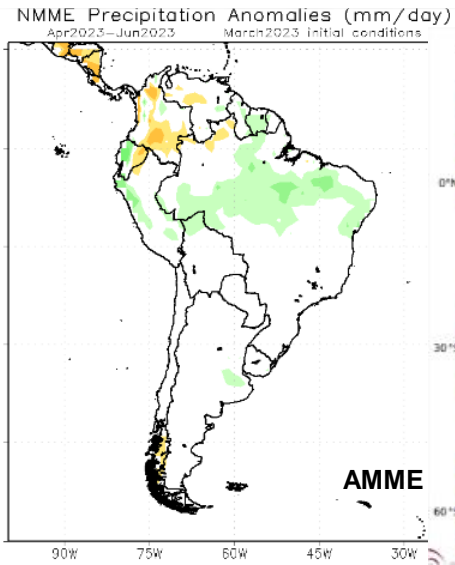 NMME Precipitation Anomalies (mm/day)
Apr2023–Jun2023 March2023 initial conditions
0°N
30°S
AMME
60°S
90W 75W 60W 45W 30W